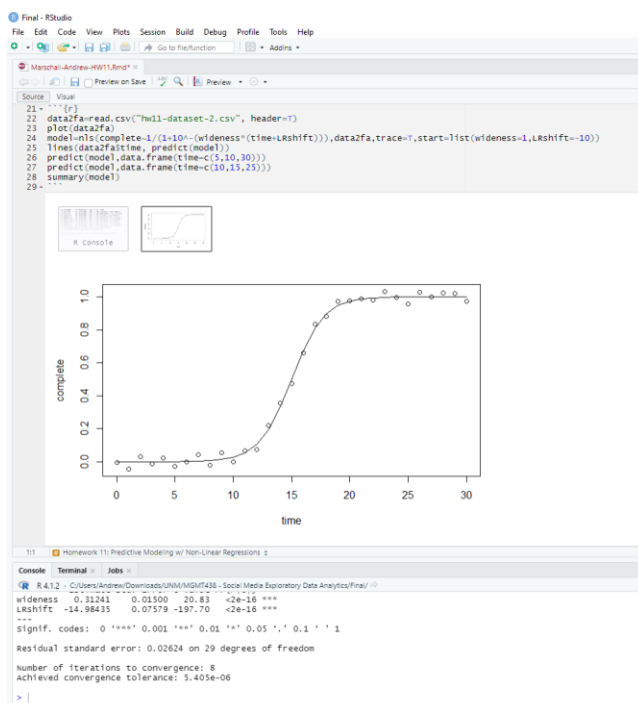 Final - RStudio
File Edit Code View Plots Session Build Debug Profile Tools Help
Go to file/function Addins
Marschall-Andrew-HW11.Rmd* ×
Preview on Save Preview
Source Visual
21 ```{r}
22 data2fa=read.csv("hw11-dataset-2.csv", header=T)
23 plot(data2fa)
24 model=nls(complete~1/(1+10^-(wideness*(time+LRshift))),data2fa,trace=T,start=list(wideness=1,LRshift=-10))
25 lines(data2fa$time, predict(model))
26 predict(model,data.frame(time=c(5,10,30)))
27 predict(model,data.frame(time=c(10,15,25)))
28 summary(model)
29 ```
R Console
complete
1.0
0.8
0.6
0.4
0.2
0.0
0 5 10 15 20 25 30
time
1:1 Homework 11: Predictive Modeling w/ Non-Linear Regressions
Console Terminal × Jobs ×
R 4.1.2 · C:/Users/Andrew/Downloads/UNM/MGMT438 - Social Media Exploratory Data Analytics/Final/
wideness 0.31241 0.01500 20.83 <2e-16 ***
LRshift -14.98435 0.07579 -197.70 <2e-16 ***
---
Signif. codes: 0 '***' 0.001 '**' 0.01 '*' 0.05 '.' 0.1 ' ' 1
Residual standard error: 0.02624 on 29 degrees of freedom
Number of iterations to convergence: 8
Achieved convergence tolerance: 5.405e-06
>